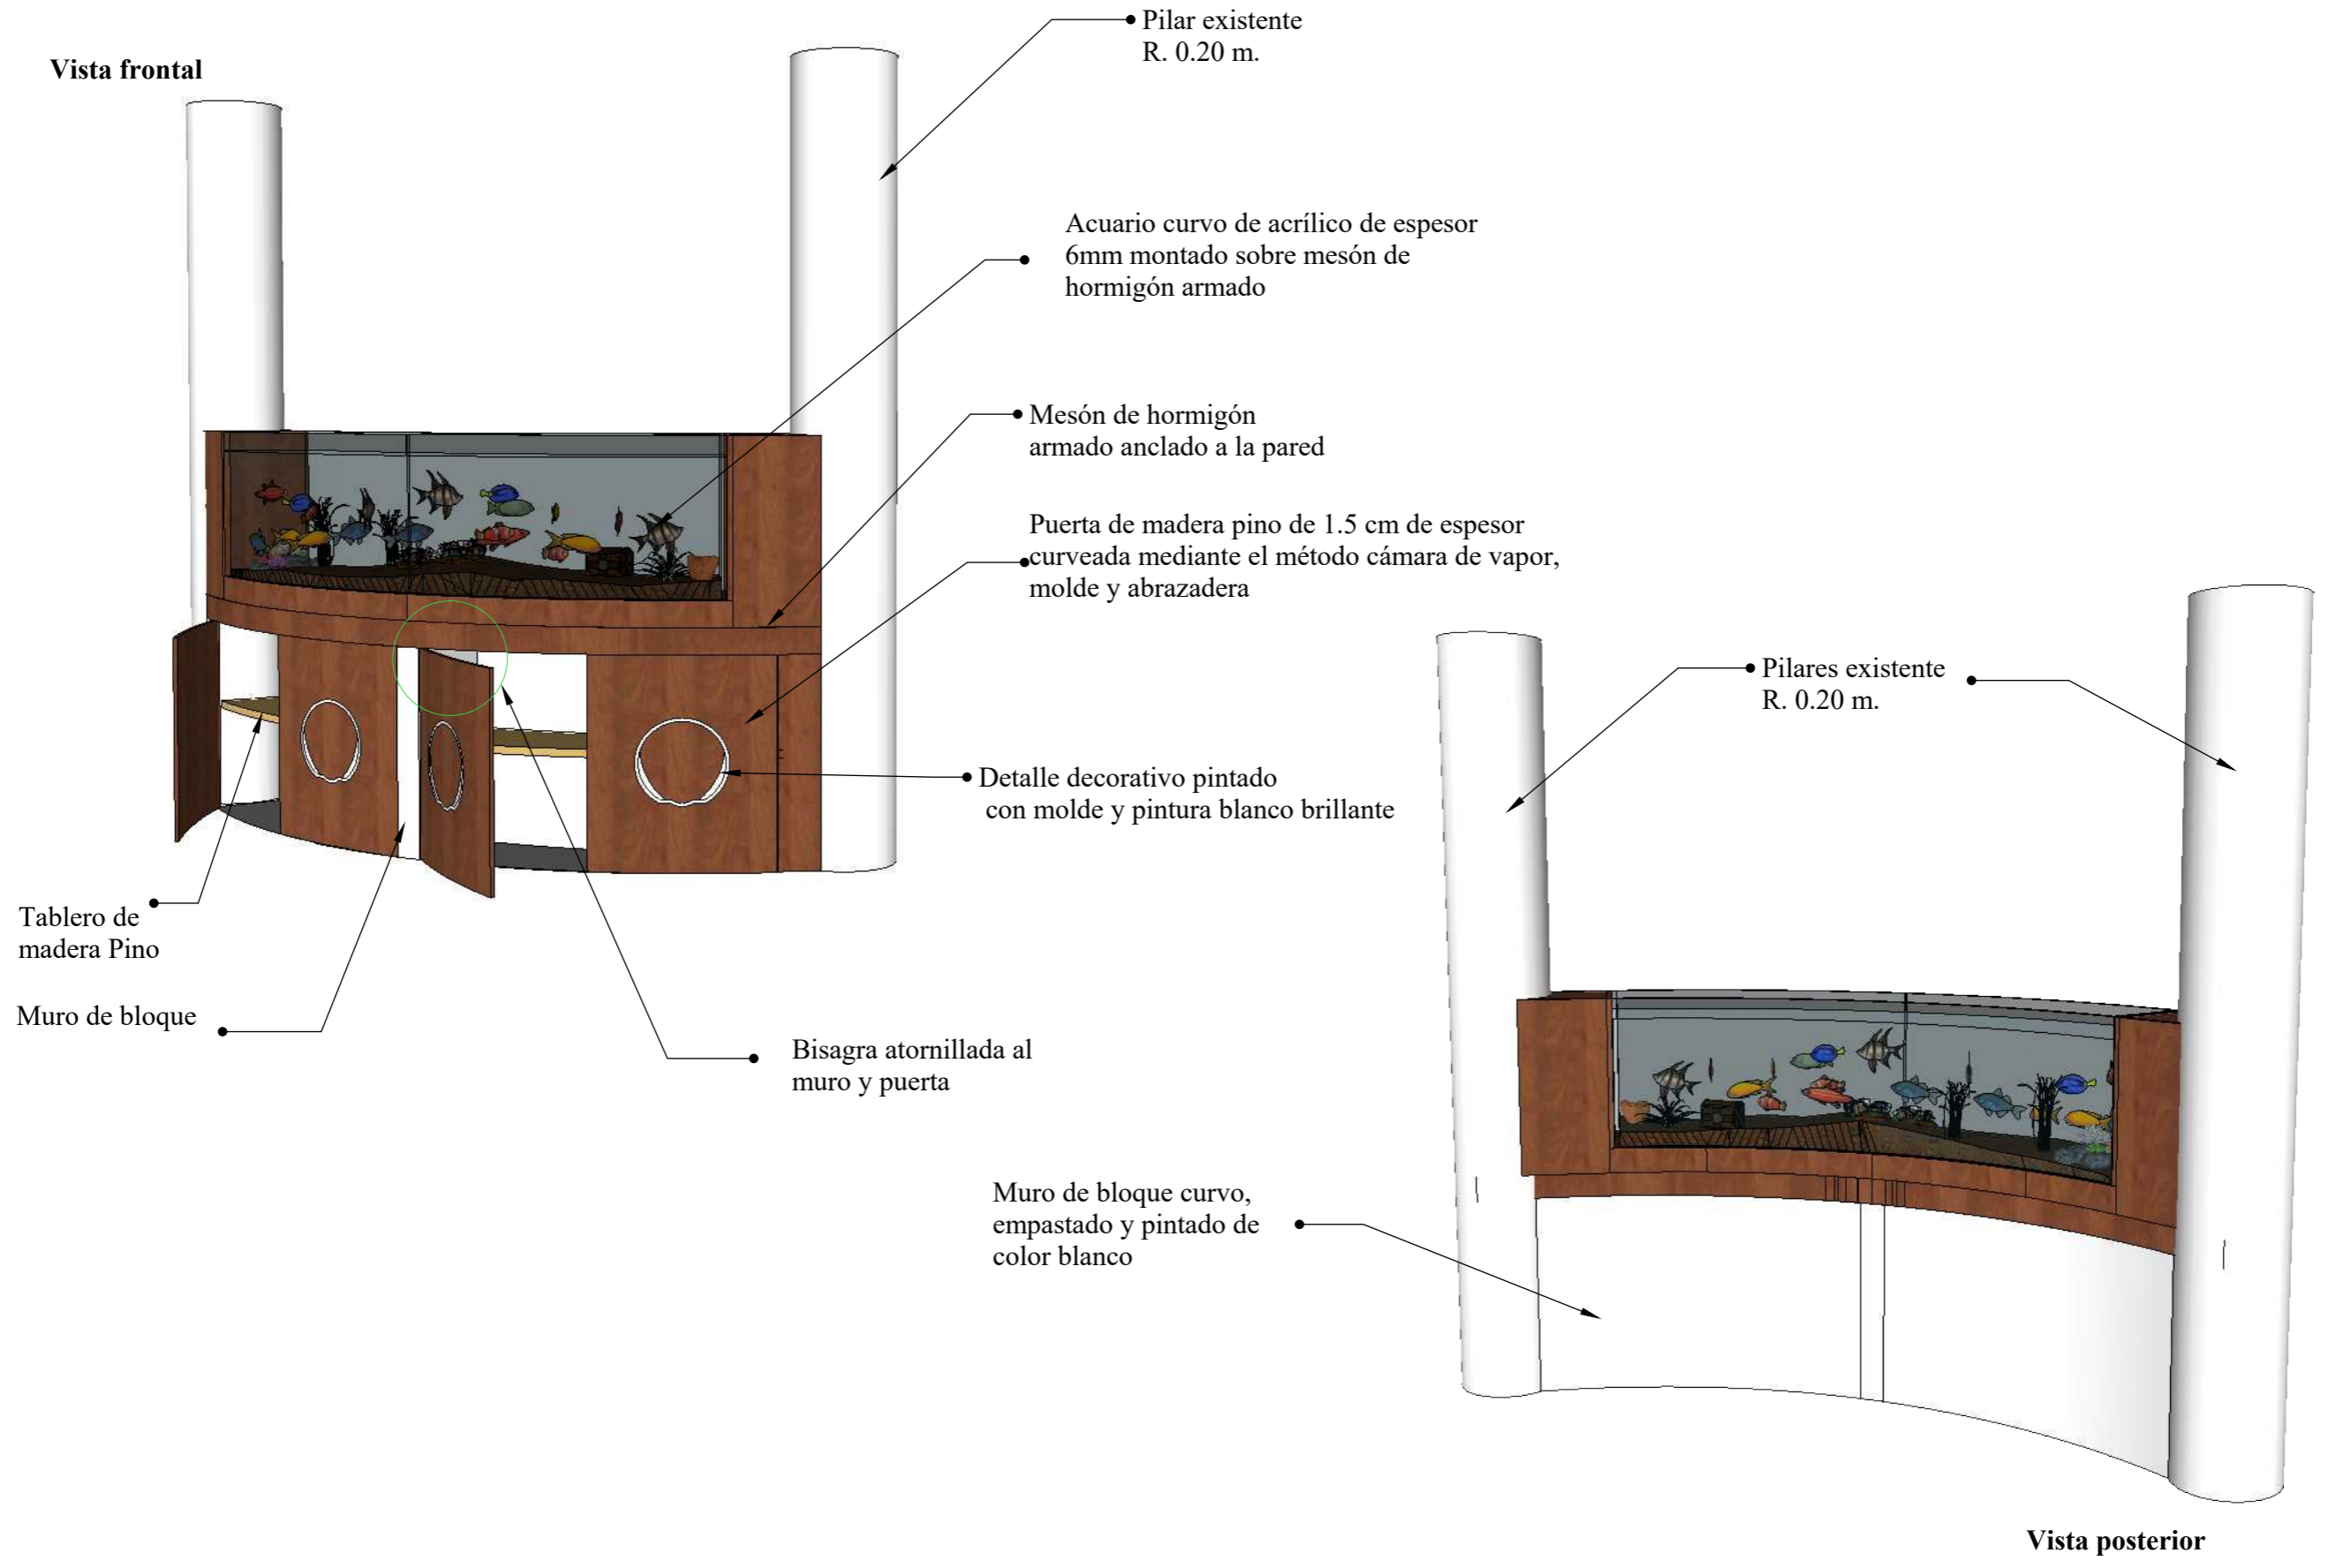 Vista frontal
Pilar existente
R. 0.20 m.
Acuario curvo de acrílico de espesor
6mm montado sobre mesón de
hormigón armado
Mesón de hormigón
armado anclado a la pared
Puerta de madera pino de 1.5 cm de espesor
curveada mediante el método cámara de vapor,
molde y abrazadera
Detalle decorativo pintado
con molde y pintura blanco brillante
Tablero de
madera Pino
Muro de bloque
Bisagra atornillada al
muro y puerta
Pilares existente
R. 0.20 m.
Muro de bloque curvo,
empastado y pintado de
color blanco
Vista posterior